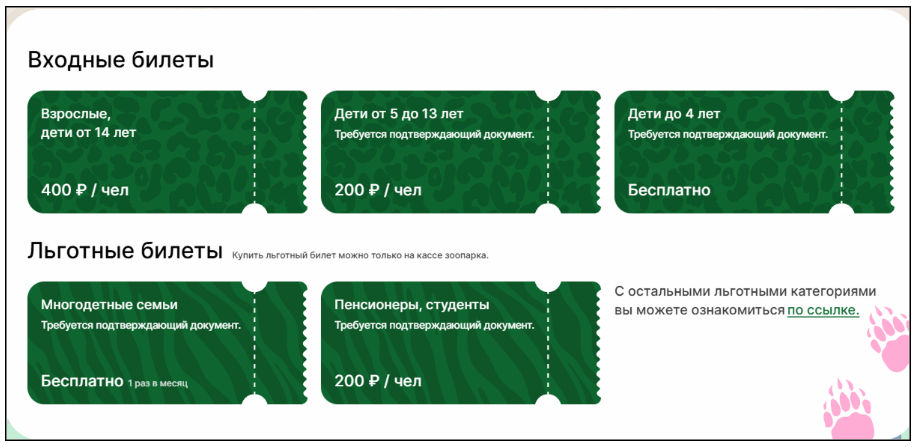 Входные билеты
Взрослые,
дети от 14 лет
400 ₽ / чел
Дети от 5 до 13 лет
Требуется подтверждающий документ.
200 ₽ / чел
Дети до 4 лет
Требуется подтверждающий документ.
Бесплатно
Льготные билеты Купить льготный билет можно только на кассе зоопарка.
Многодетные семьи
Требуется подтверждающий документ.
Бесплатно 1 раз в месяц
Пенсионеры, студенты
Требуется подтверждающий документ.
200 ₽ / чел
С остальными льготными категориями
вы можете ознакомиться по ссылке.